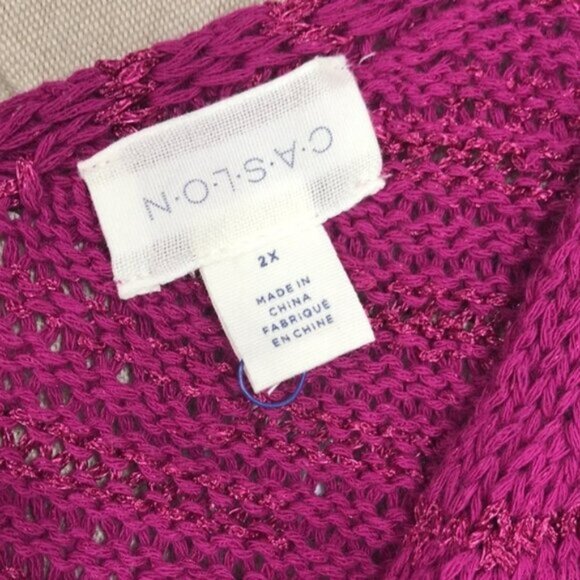 C·A·S·L·O·N
2X
MADE IN
CHINA
FABRIQUÉ
EN CHINE